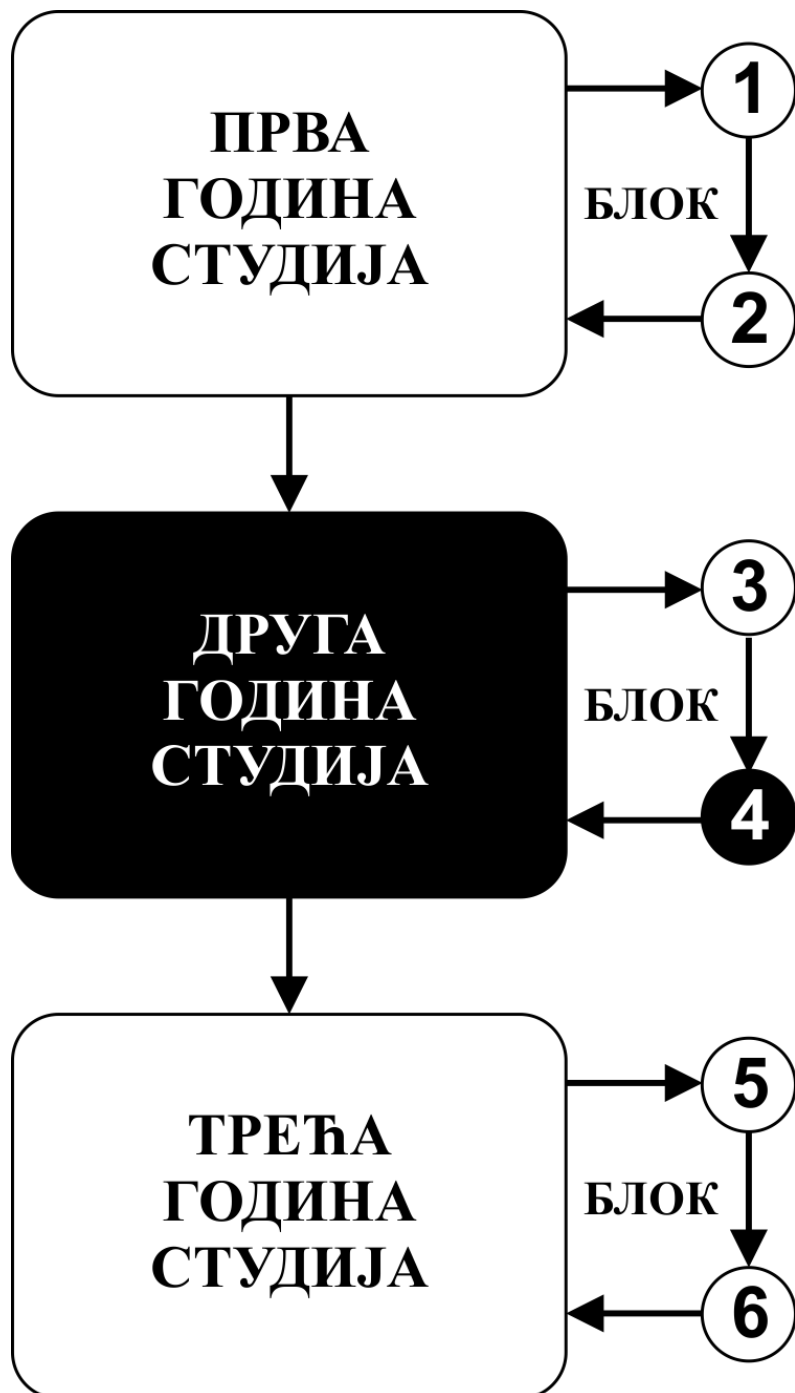 ПРВА
ГОДИНА
СТУДИЈА
1
БЛОК
2
ДРУГА
ГОДИНА
СТУДИЈА
3
БЛОК
4
ТРЕЋА
ГОДИНА
СТУДИЈА
5
БЛОК
6